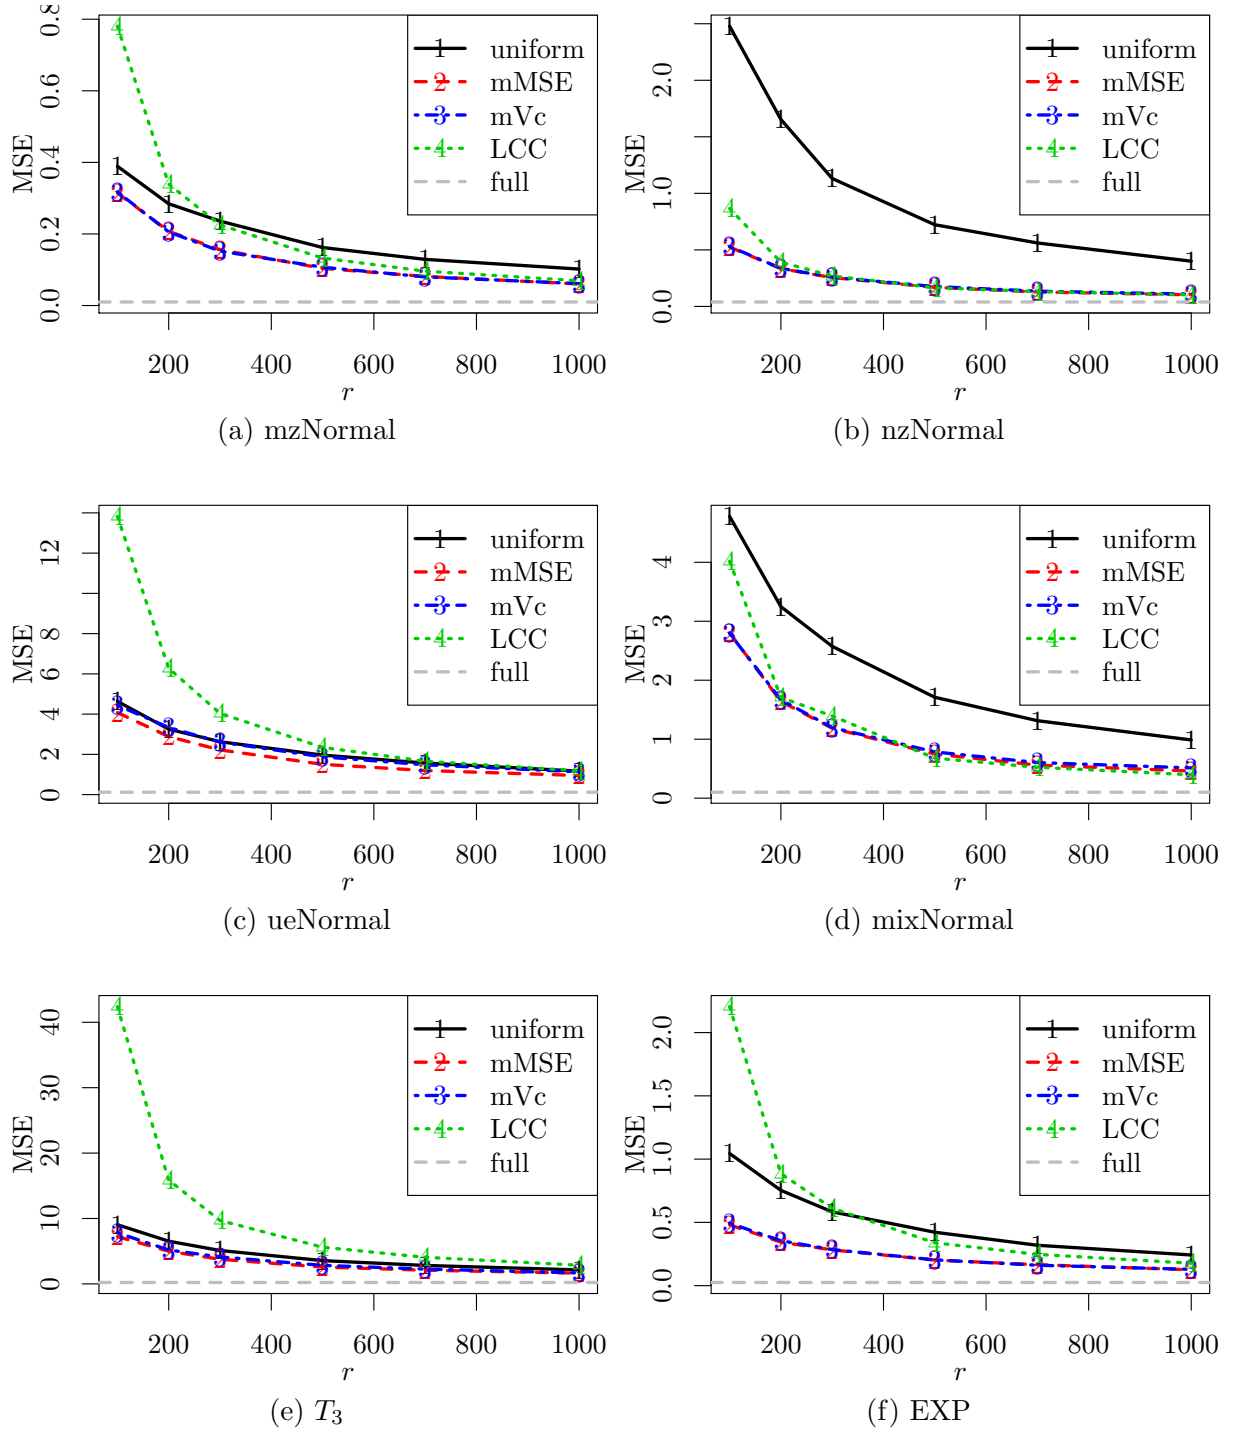 MSE
0.0 0.2 0.4 0.6 0.8
200 400 600 800 1000
r
uniform
mMSE
mVc
LCC
full
(a) mzNormal
MSE
0.0 1.0 2.0
200 400 600 800 1000
r
uniform
mMSE
mVc
LCC
full
(b) nzNormal
MSE
0 2 4 6 8 12
200 400 600 800 1000
r
uniform
mMSE
mVc
LCC
full
(c) ueNormal
MSE
0 1 2 3 4
200 400 600 800 1000
r
uniform
mMSE
mVc
LCC
full
(d) mixNormal
MSE
0 10 20 30 40
200 400 600 800 1000
r
uniform
mMSE
mVc
LCC
full
(e) T₃
MSE
0.0 0.5 1.0 1.5 2.0
200 400 600 800 1000
r
uniform
mMSE
mVc
LCC
full
(f) EXP